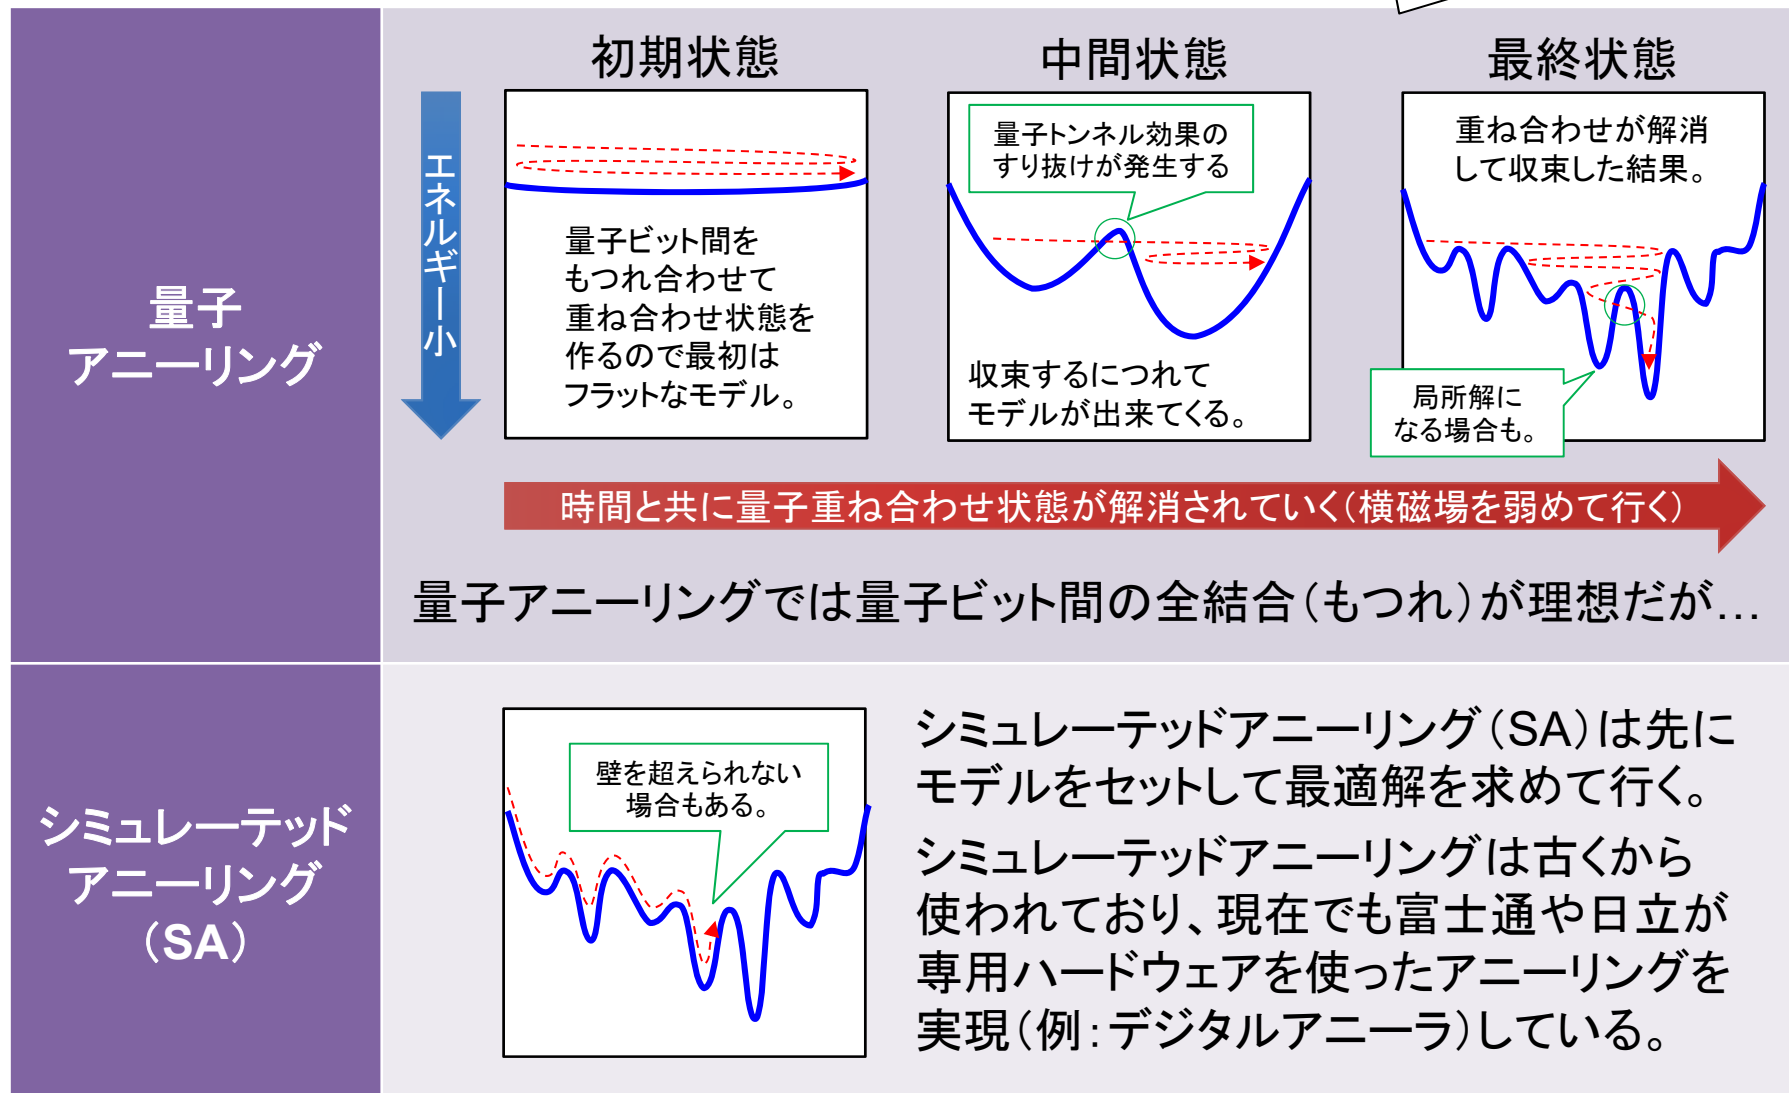 量子
アニーリング
初期状態
中間状態
最終状態
エネルギー小
量子ビット間を
もつれ合わせて
重ね合わせ状態を
作るので最初は
フラットなモデル。
量子トンネル効果の
すり抜けが発生する
収束するにつれて
モデルが出来てくる。
重ね合わせが解消
して収束した結果。
局所解に
なる場合も。
時間と共に量子重ね合わせ状態が解消されていく(横磁場を弱めて行く)
量子アニーリングでは量子ビット間の全結合(もつれ)が理想だが…
シミュレーテッド
アニーリング
(SA)
壁を超えられない
場合もある。
シミュレーテッドアニーリング(SA)は先に
モデルをセットして最適解を求めて行く。
シミュレーテッドアニーリングは古くから
使われており、現在でも富士通や日立が
専用ハードウェアを使ったアニーリングを
実現(例:デジタルアニーラ)している。